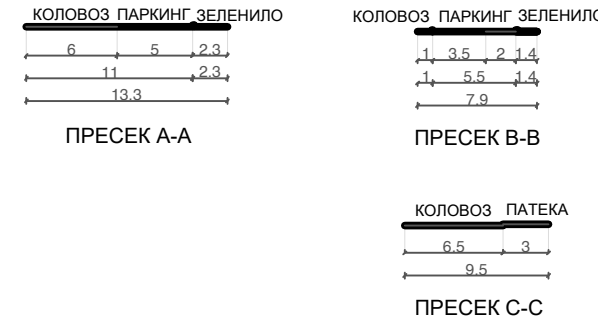 КОЛОВОЗ ПАРКИНГ ЗЕЛЕНИЛО
6 5 2.3
11 2.3
13.3
ПРЕСЕК А-А
КОЛОВОЗ ПАРКИНГ ЗЕЛЕНИЛО
1 3.5 2 1.4
1 5.5 1.4
7.9
ПРЕСЕК B-B
КОЛОВОЗ ПАТЕКА
6.5 3
9.5
ПРЕСЕК C-C